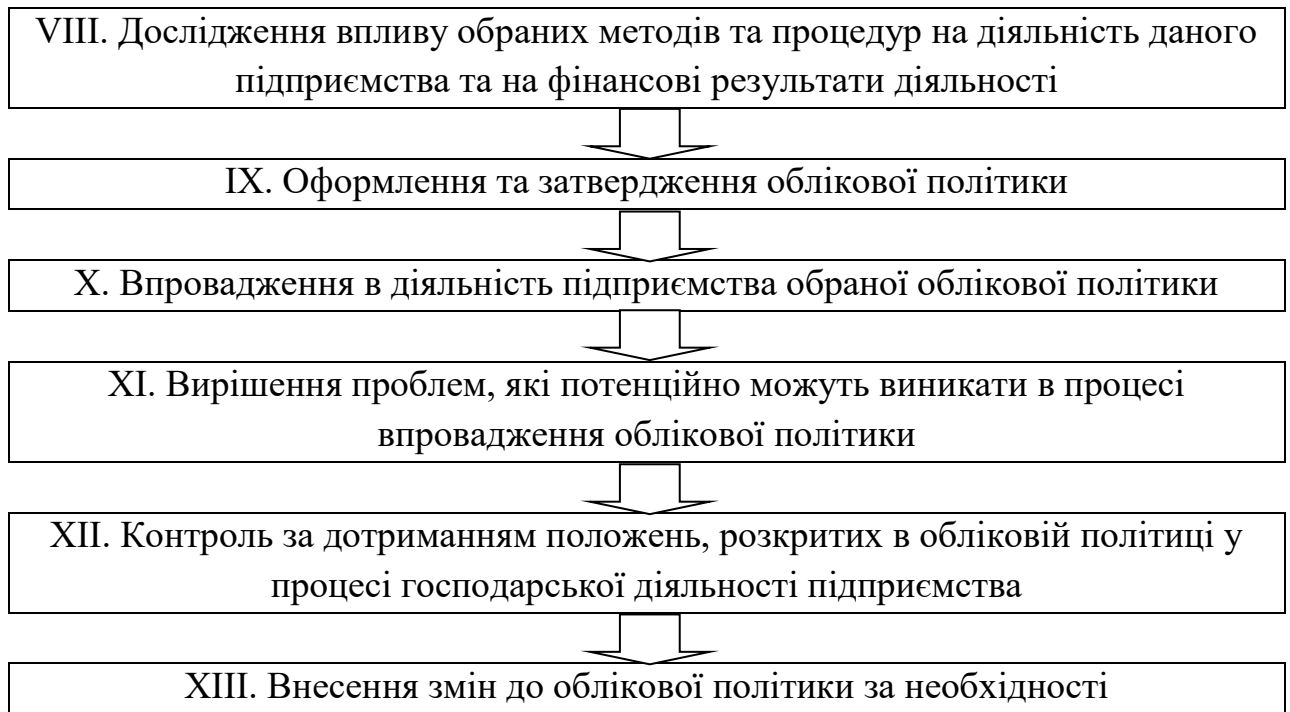 VIII. Дослідження впливу обраних методів та процедур на діяльність даного
підприємства та на фінансові результати діяльності
IX. Оформлення та затвердження облікової політики
X. Впровадження в діяльність підприємства обраної облікової політики
XI. Вирішення проблем, які потенційно можуть виникати в процесі
впровадження облікової політики
XII. Контроль за дотриманням положень, розкритих в обліковій політиці у
процесі господарської діяльності підприємства
XIII. Внесення змін до облікової політики за необхідності